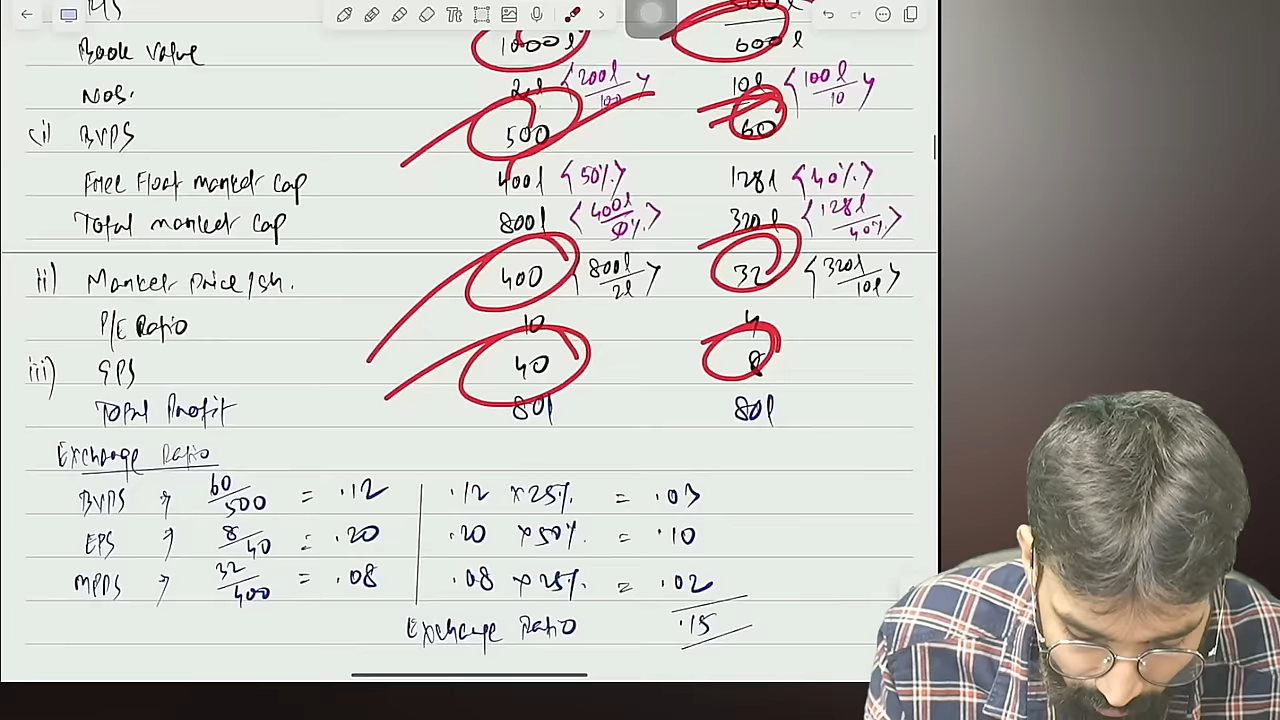 Book value 1000l 600l
NOS. 2l <200l/100> 10l <100l/10>
(i) BVPS 500 60
Free Float market cap 400l <50%> 128l <40%>
Total market cap 800l <400l/50%> 320l <128l/40%>
ii) Market Price/sh. 400 <800l/2l> 32 <320l/10l>
P/E Ratio 10 4
iii) EPS 40 8
Total Profit 80l 80l
Exchange Ratio
BVPS → 60/500 = .12 .12 × 25% = .03
EPS → 8/40 = .20 .20 × 50% = .10
MPPS → 32/400 = .08 .08 × 25% = .02
Exchange Ratio .15